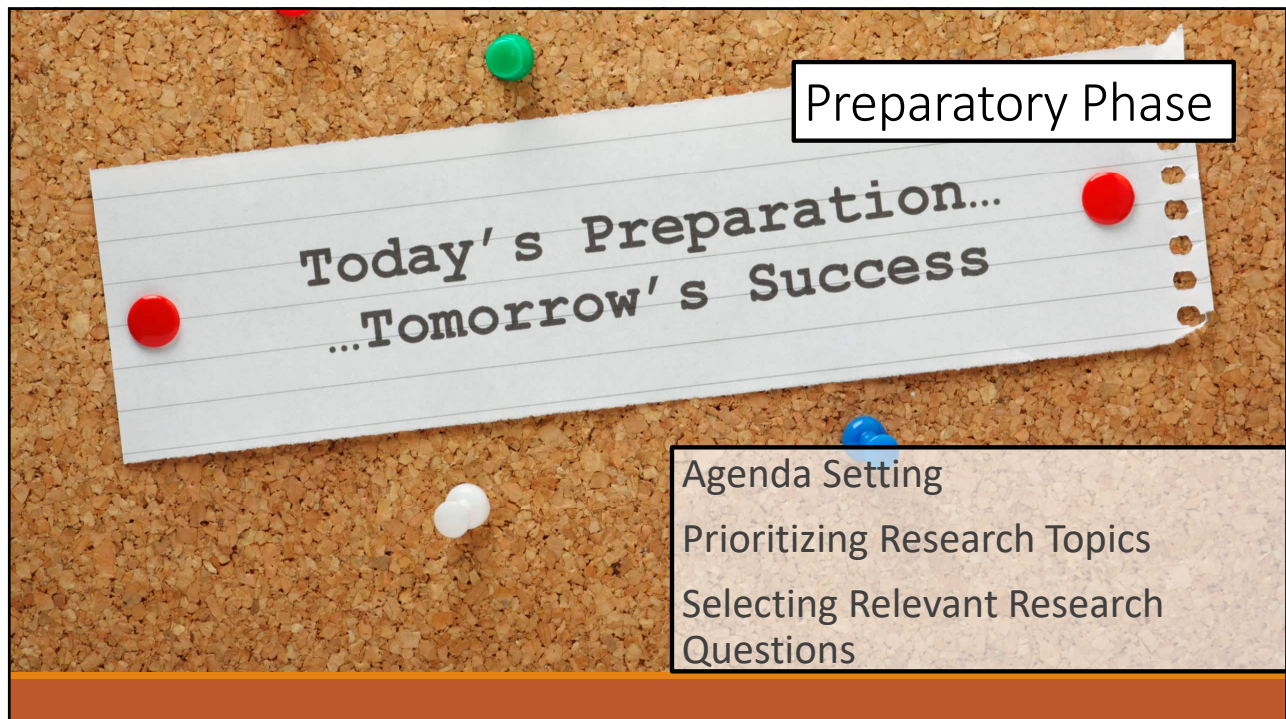 Preparatory Phase
Today's Preparation…
…Tomorrow's Success
Agenda Setting
Prioritizing Research Topics
Selecting Relevant Research
Questions